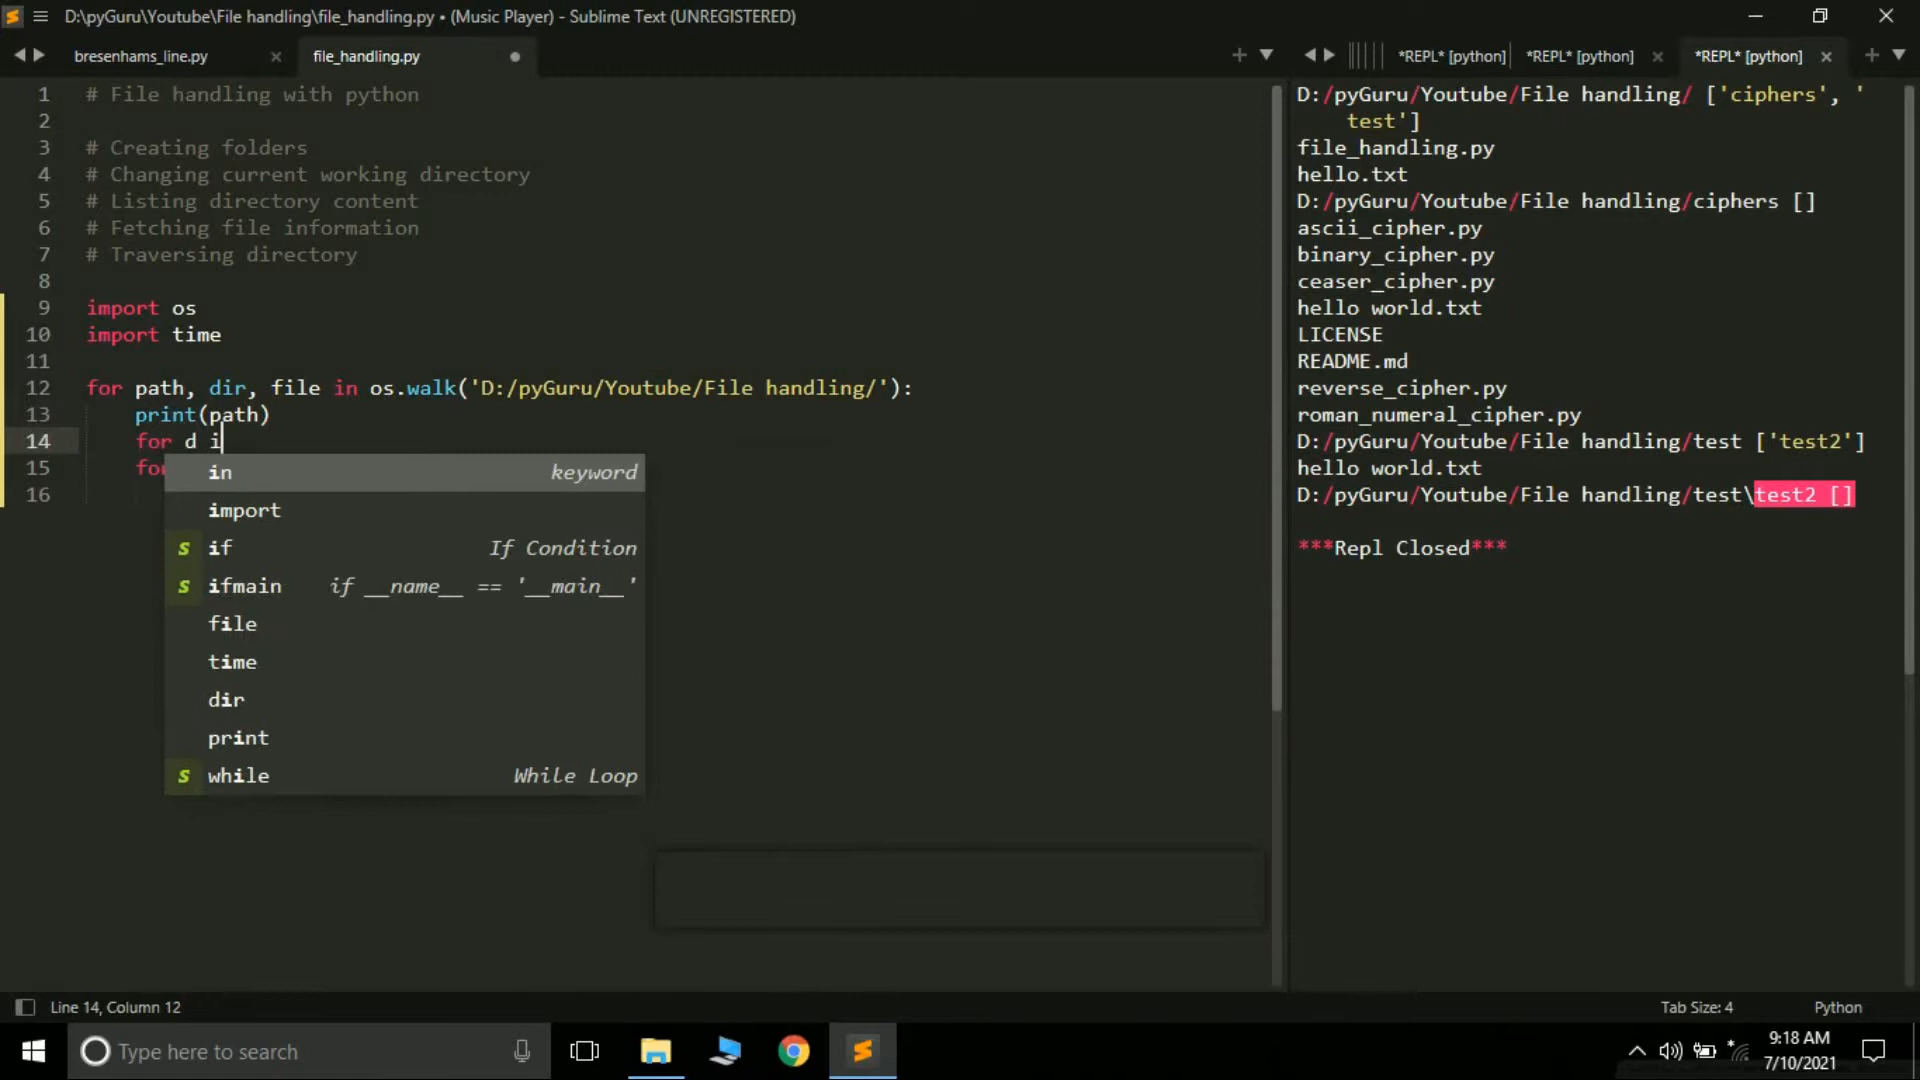 D:\pyGuru\Youtube\File handling\file_handling.py • (Music Player) - Sublime Text (UNREGISTERED)
bresenhams_line.py
file_handling.py
1 # File handling with python
2
3 # Creating folders
4 # Changing current working directory
5 # Listing directory content
6 # Fetching file information
7 # Traversing directory
8
9 import os
10 import time
11
12 for path, dir, file in os.walk('D:/pyGuru/Youtube/File handling/'):
13 print(path)
14 for d i
15 for
16
in keyword
import
s if If Condition
s ifmain if __name__ == '__main__'
file
time
dir
print
s while While Loop
*REPL* [python] *REPL* [python] *REPL* [python]
D:/pyGuru/Youtube/File handling/ ['ciphers', '
test']
file_handling.py
hello.txt
D:/pyGuru/Youtube/File handling/ciphers []
ascii_cipher.py
binary_cipher.py
ceaser_cipher.py
hello world.txt
LICENSE
README.md
reverse_cipher.py
roman_numeral_cipher.py
D:/pyGuru/Youtube/File handling/test ['test2']
hello world.txt
D:/pyGuru/Youtube/File handling/test\test2 []
***Repl Closed***
Line 14, Column 12
Tab Size: 4
Python
Type here to search
9:18 AM
7/10/2021